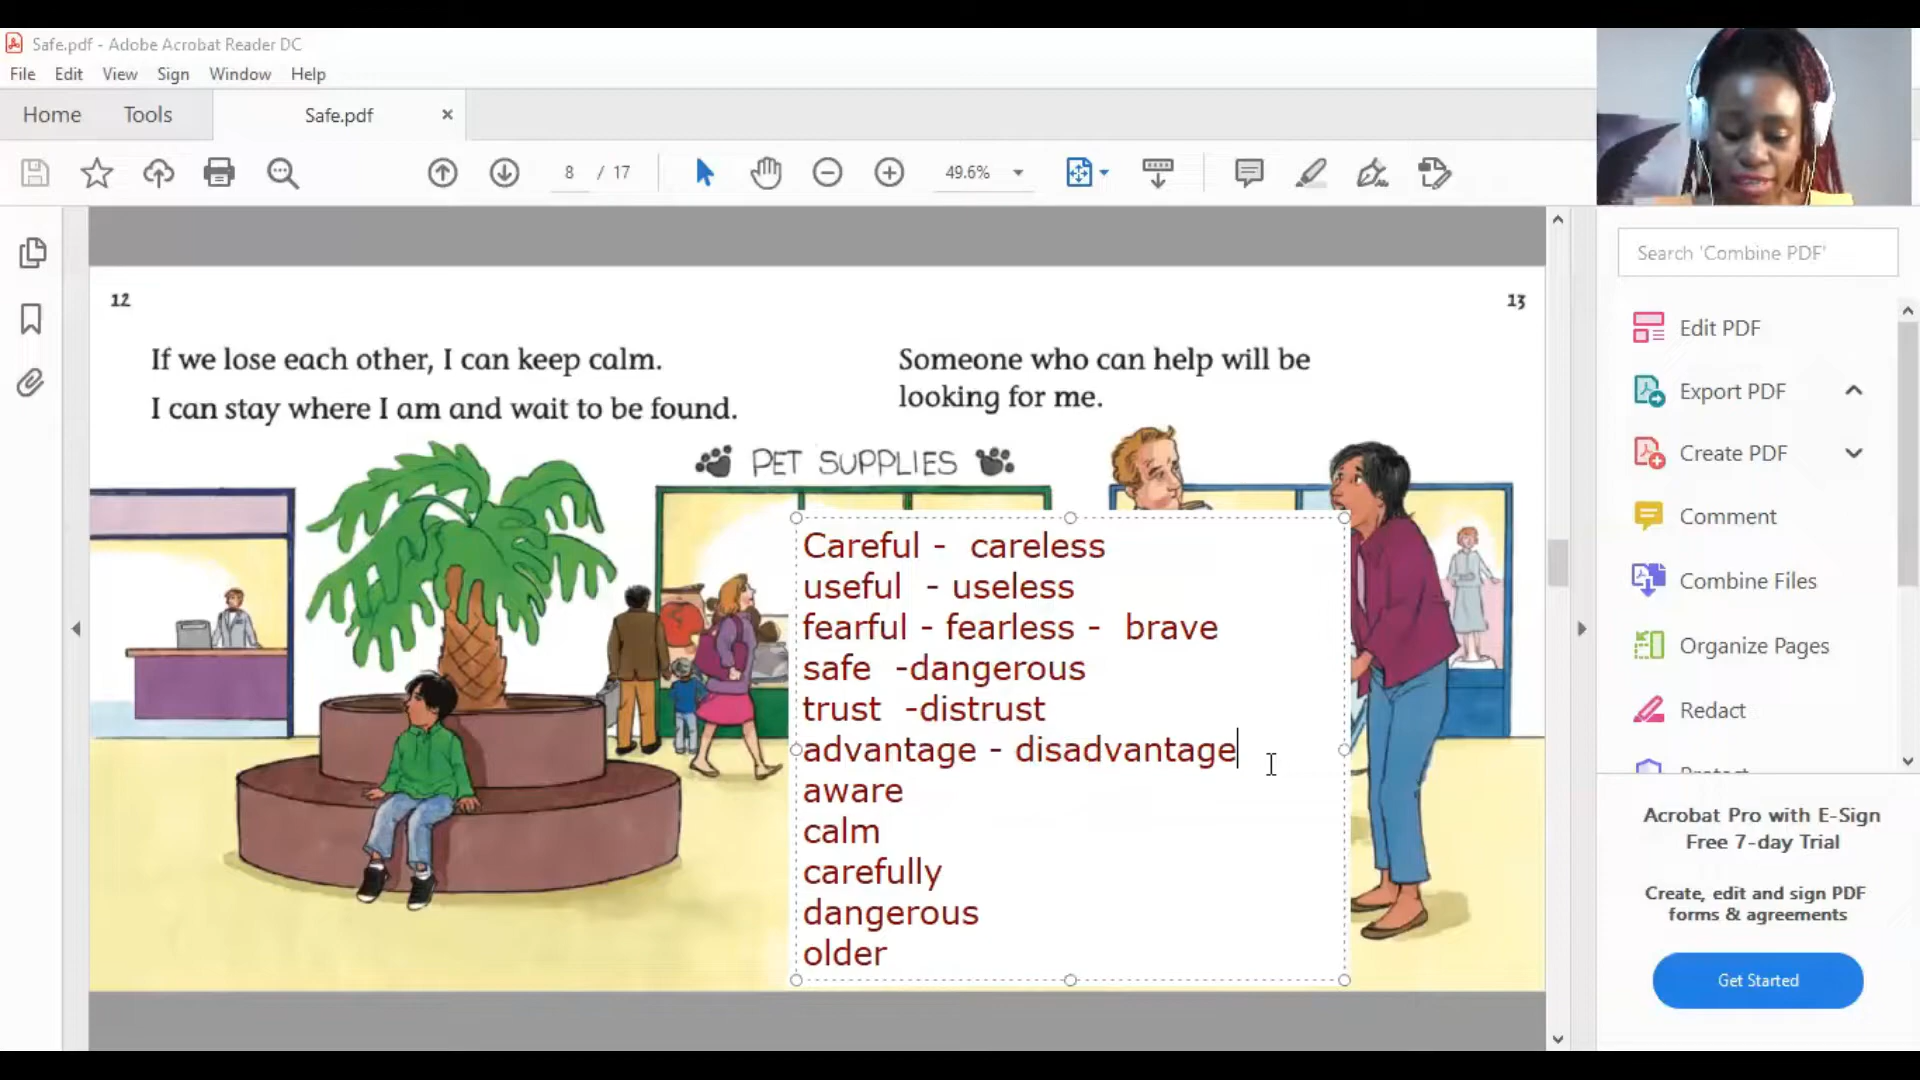 Safe.pdf - Adobe Acrobat Reader DC
File Edit View Sign Window Help
Home Tools Safe.pdf ×
8 / 17 49.6%
Search 'Combine PDF'
Edit PDF
Export PDF
Create PDF
Comment
Combine Files
Organize Pages
Redact
Acrobat Pro with E-Sign
Free 7-day Trial
Create, edit and sign PDF
forms & agreements
Get Started
12
If we lose each other, I can keep calm.
I can stay where I am and wait to be found.
13
Someone who can help will be
looking for me.
PET SUPPLIES
Careful - careless
useful - useless
fearful - fearless - brave
safe -dangerous
trust -distrust
advantage - disadvantage
aware
calm
carefully
dangerous
older